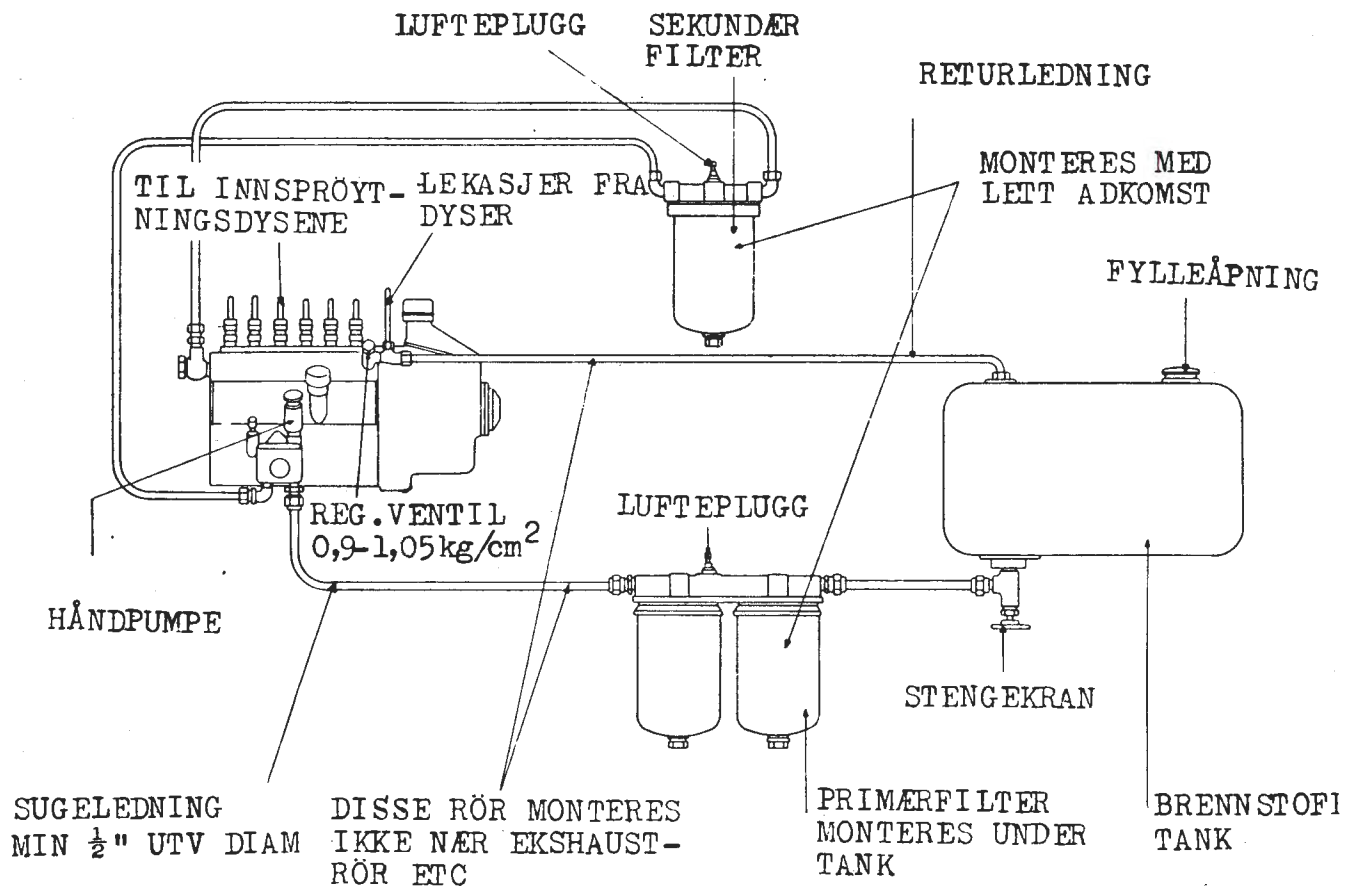 LUFTEPLUGG
SEKUNDÆR
FILTER
RETURLEDNING
MONTERES MED
LETT ADKOMST
TIL INNSPRÖYT-
NINGSDYSENE
LEKASJER FRA
DYSER
FYLLEÅPNING
REG.VENTIL
0,9-1,05kg/cm²
LUFTEPLUGG
HÅNDPUMPE
STENGEKRAN
SUGELEDNING
MIN ½" UTV DIAM
DISSE RÖR MONTERES
IKKE NÆR EKSHAUST-
RÖR ETC
PRIMÆRFILTER
MONTERES UNDER
TANK
BRENNSTOFF
TANK